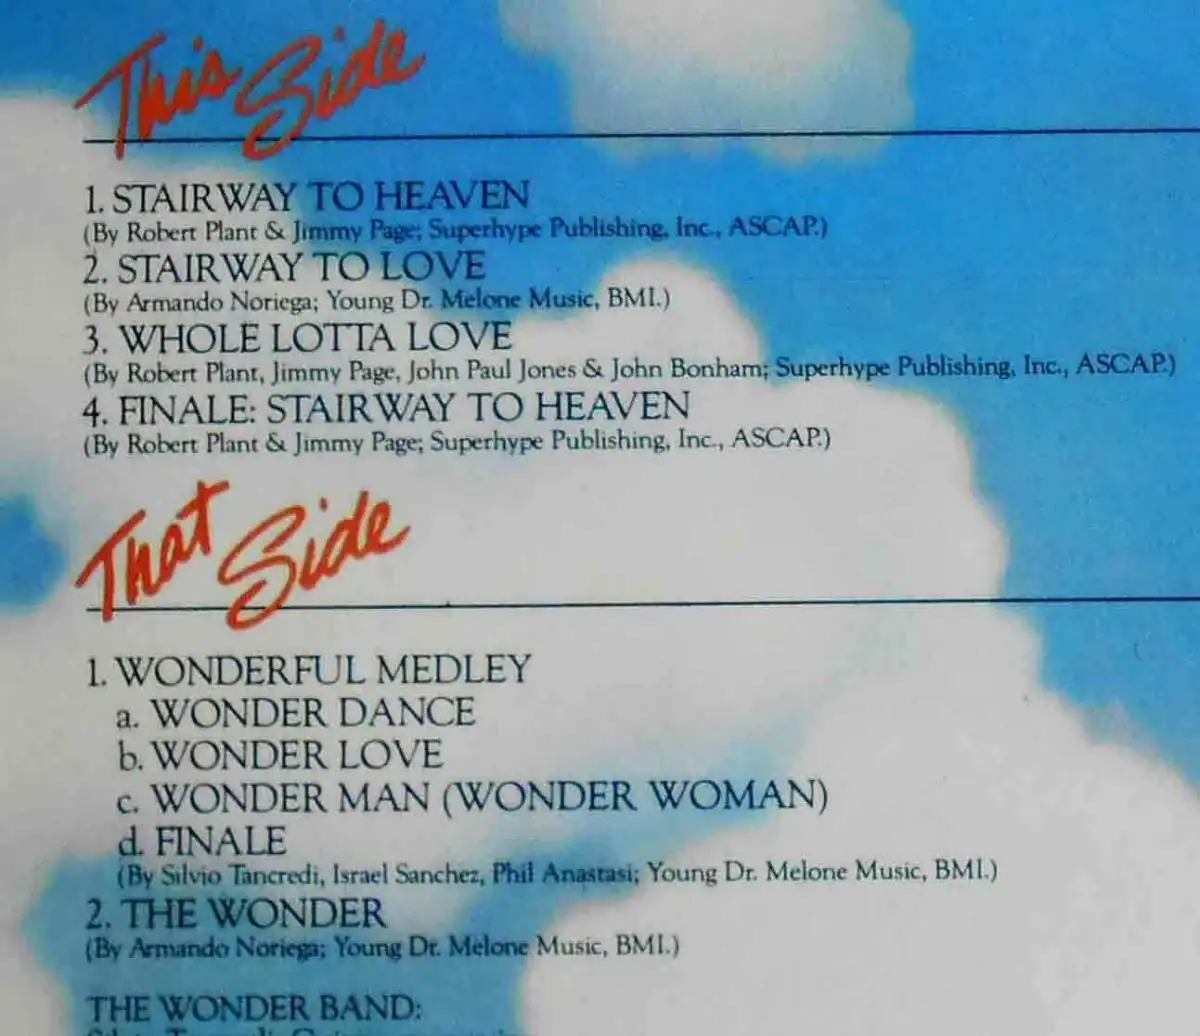 This Side
1. STAIRWAY TO HEAVEN
(By Robert Plant & Jimmy Page; Superhype Publishing, Inc., ASCAP.)
2. STAIRWAY TO LOVE
(By Armando Noriega; Young Dr. Melone Music, BMI.)
3. WHOLE LOTTA LOVE
(By Robert Plant, Jimmy Page, John Paul Jones & John Bonham; Superhype Publishing, Inc., ASCAP.)
4. FINALE: STAIRWAY TO HEAVEN
(By Robert Plant & Jimmy Page; Superhype Publishing, Inc., ASCAP.)
That Side
1. WONDERFUL MEDLEY
a. WONDER DANCE
b. WONDER LOVE
c. WONDER MAN (WONDER WOMAN)
d. FINALE
(By Silvio Tancredi, Israel Sanchez, Phil Anastasi; Young Dr. Melone Music, BMI.)
2. THE WONDER
(By Armando Noriega; Young Dr. Melone Music, BMI.)
THE WONDER BAND: